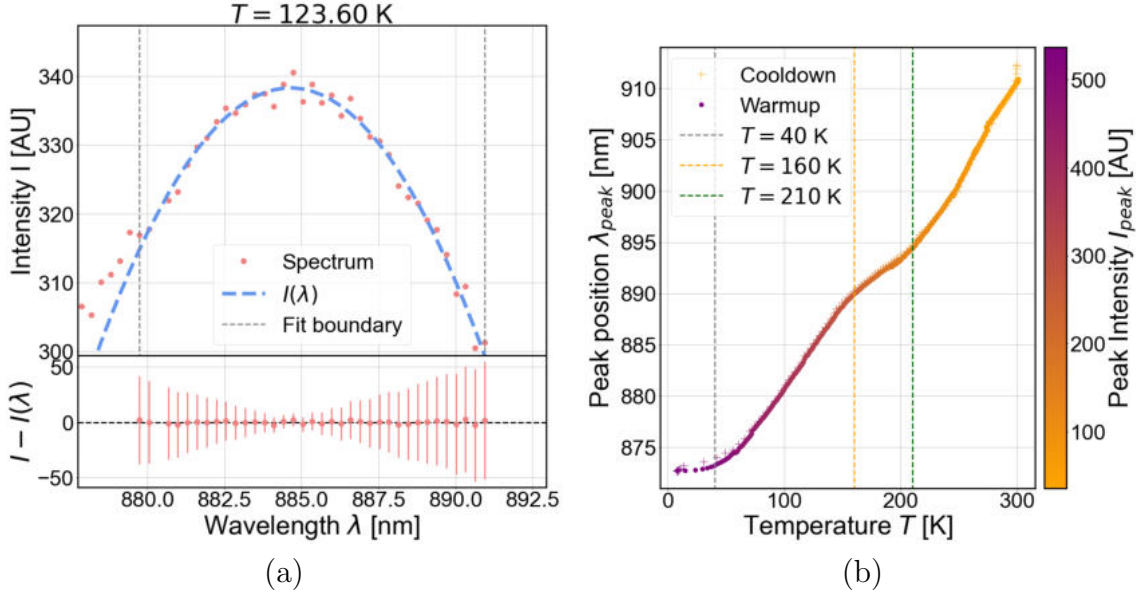 T = 123.60
Intensity I [AU]
340
330
320
310
300
Spectrum
I(λ)
Fit boundary
I − I(λ)
50
0
−50
880.0 882.5 885.0 887.5 890.0 892.5
Wavelength λ [nm]
(a)
Peak position λpeak [nm]
910
905
900
895
890
885
880
875
Cooldown
Warmup
T = 40 K
T = 160 K
T = 210 K
0 100 200 300
Temperature T [K]
Peak Intensity Ipeak [AU]
500
400
300
200
100
(b)